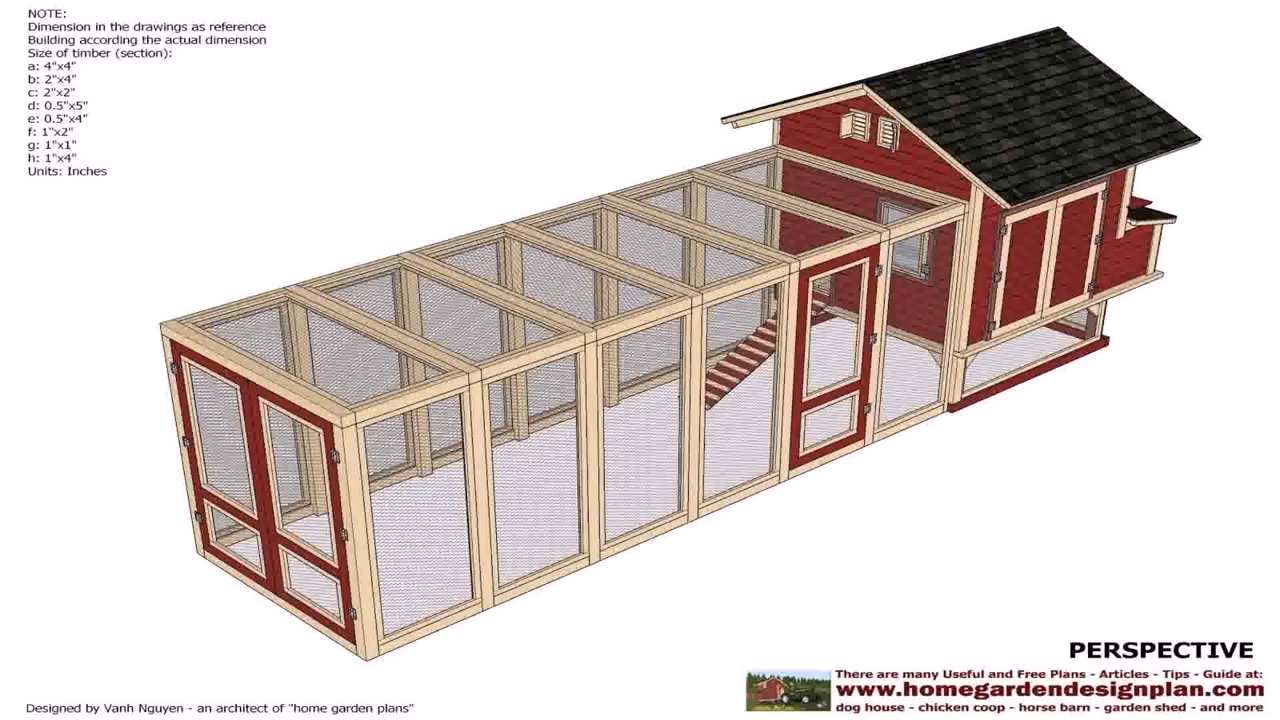 NOTE:
Dimension in the drawings as reference
Building according the actual dimension
Size of timber (section):
a: 4"x4"
b: 2"x4"
c: 2"x2"
d: 0.5"x5"
e: 0.5"x4"
f: 1"x2"
g: 1"x1"
h: 1"x4"
Units: Inches
PERSPECTIVE
There are many Useful and Free Plans - Articles - Tips - Guide at:
www.homegardendesignplan.com
dog house - chicken coop - horse barn - garden shed - and more
Designed by Vanh Nguyen - an architect of "home garden plans"